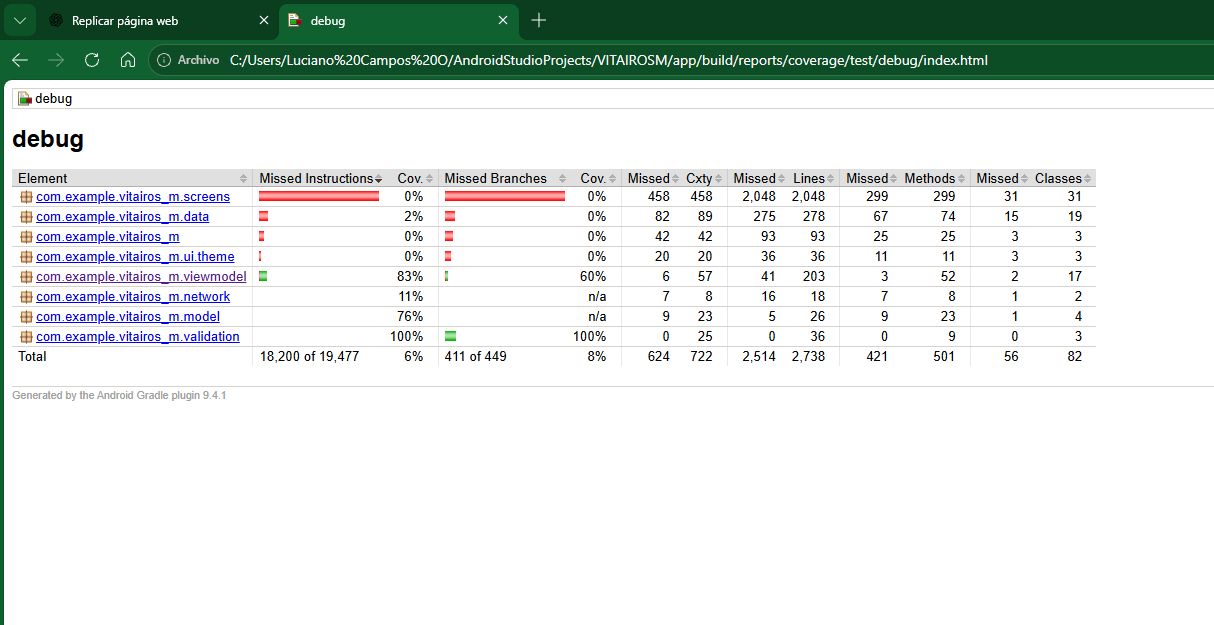 Replicar página web
debug
Archivo C:/Users/Luciano%20Campos%20O/AndroidStudioProjects/VITAIROSM/app/build/reports/coverage/test/debug/index.html
debug
debug
Element Missed Instructions Cov. Missed Branches Cov. Missed Cxty Missed Lines Missed Methods Missed Classes
com.example.vitairos_m.screens 0% 0% 458 458 2,048 2,048 299 299 31 31
com.example.vitairos_m.data 2% 0% 82 89 275 278 67 74 15 19
com.example.vitairos_m 0% 0% 42 42 93 93 25 25 3 3
com.example.vitairos_m.ui.theme 0% 0% 20 20 36 36 11 11 3 3
com.example.vitairos_m.viewmodel 83% 60% 6 57 41 203 3 52 2 17
com.example.vitairos_m.network 11% n/a 7 8 16 18 7 8 1 2
com.example.vitairos_m.model 76% n/a 9 23 5 26 9 23 1 4
com.example.vitairos_m.validation 100% 100% 0 25 0 36 0 9 0 3
Total 18,200 of 19,477 6% 411 of 449 8% 624 722 2,514 2,738 421 501 56 82
Generated by the Android Gradle plugin 9.4.1